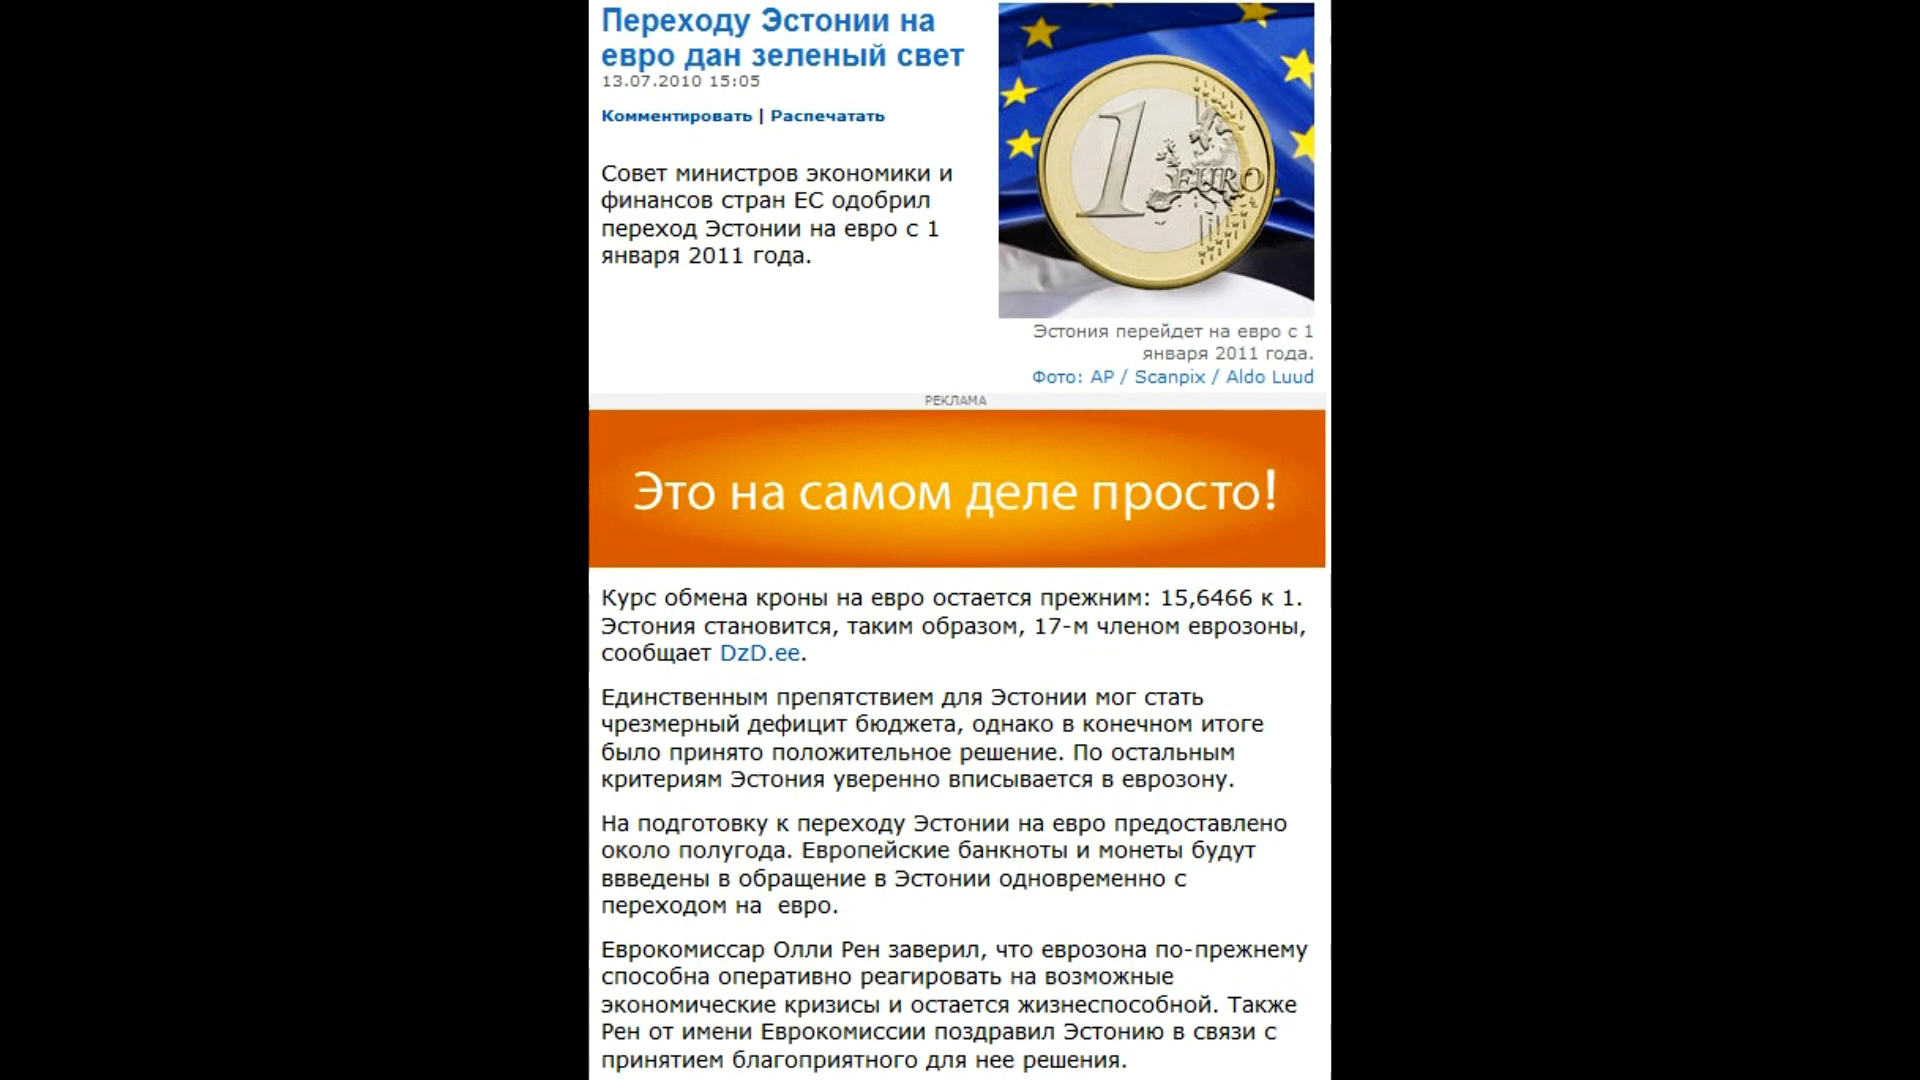 Переходу Эстонии на
евро дан зеленый свет
13.07.2010 15:05
Комментировать | Распечатать
Совет министров экономики и
финансов стран ЕС одобрил
переход Эстонии на евро с 1
января 2011 года.
1
EURO
Эстония перейдет на евро с 1
января 2011 года.
Фото: AP / Scanpix / Aldo Luud
РЕКЛАМА
Это на самом деле просто!
Курс обмена кроны на евро остается прежним: 15,6466 к 1.
Эстония становится, таким образом, 17-м членом еврозоны,
сообщает DzD.ee.
Единственным препятствием для Эстонии мог стать
чрезмерный дефицит бюджета, однако в конечном итоге
было принято положительное решение. По остальным
критериям Эстония уверенно вписывается в еврозону.
На подготовку к переходу Эстонии на евро предоставлено
около полугода. Европейские банкноты и монеты будут
ввведены в обращение в Эстонии одновременно с
переходом на евро.
Еврокомиссар Олли Рен заверил, что еврозона по-прежнему
способна оперативно реагировать на возможные
экономические кризисы и остается жизнеспособной. Также
Рен от имени Еврокомиссии поздравил Эстонию в связи с
принятием благоприятного для нее решения.